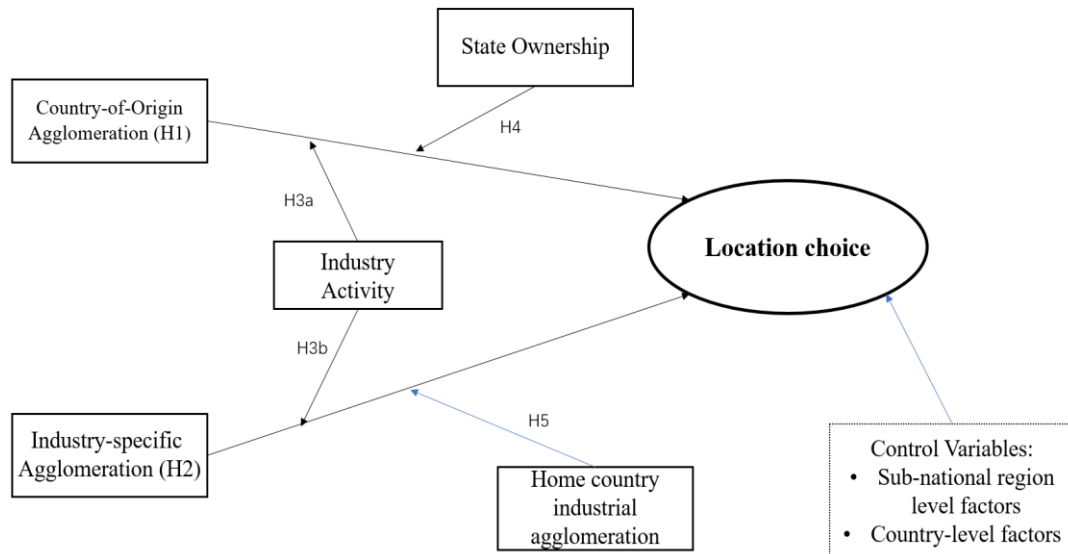 State Ownership
Country-of-Origin
Agglomeration (H1)
H4
H3a
Industry
Activity
Location choice
H3b
Industry-specific
Agglomeration (H2)
H5
Home country
industrial
agglomeration
Control Variables:
• Sub-national region
level factors
• Country-level factors